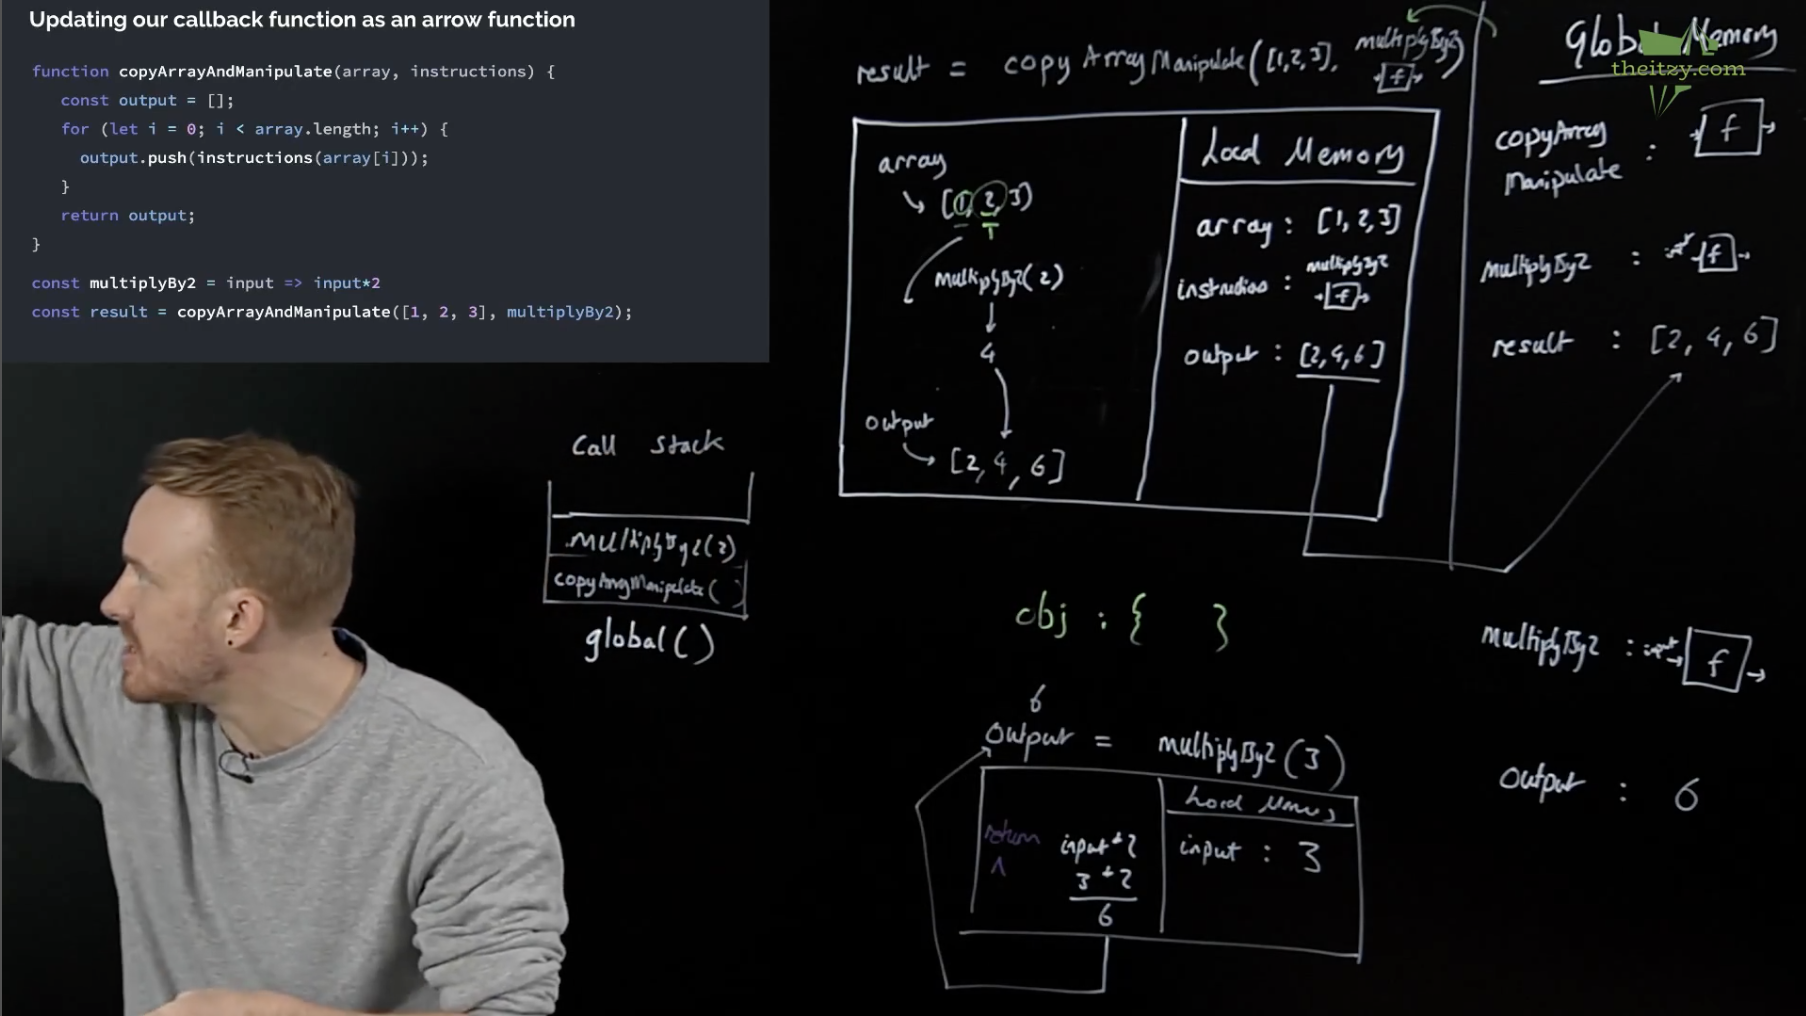 Updating our callback function as an arrow function
function copyArrayAndManipulate(array, instructions) {
const output = [];
for (let i = 0; i < array.length; i++) {
output.push(instructions(array[i]));
}
return output;
}
const multiplyBy2 = input => input*2
const result = copyArrayAndManipulate([1, 2, 3], multiplyBy2);
Call Stack
multiplyBy2(2)
copyArrayManipulate( )
global()
multiplyBy2)
result = copyArrayManipulate([1,2,3],
f
array
[1, 2, 3]
multiplyBy2(2)
4
output
[2, 4, 6]
Local Memory
array : [1, 2, 3]
multiplyBy2
instructions :
f
output : [2,4,6]
Global Memory
theitzy.com
copyArray
Manipulate : f
multiplyBy2 : f
result : [2, 4, 6]
obj : { }
6
output = multiplyBy2(3)
return
input*2
3*2
6
Local
input : 3
multiplyBy2 : input f
output : 6